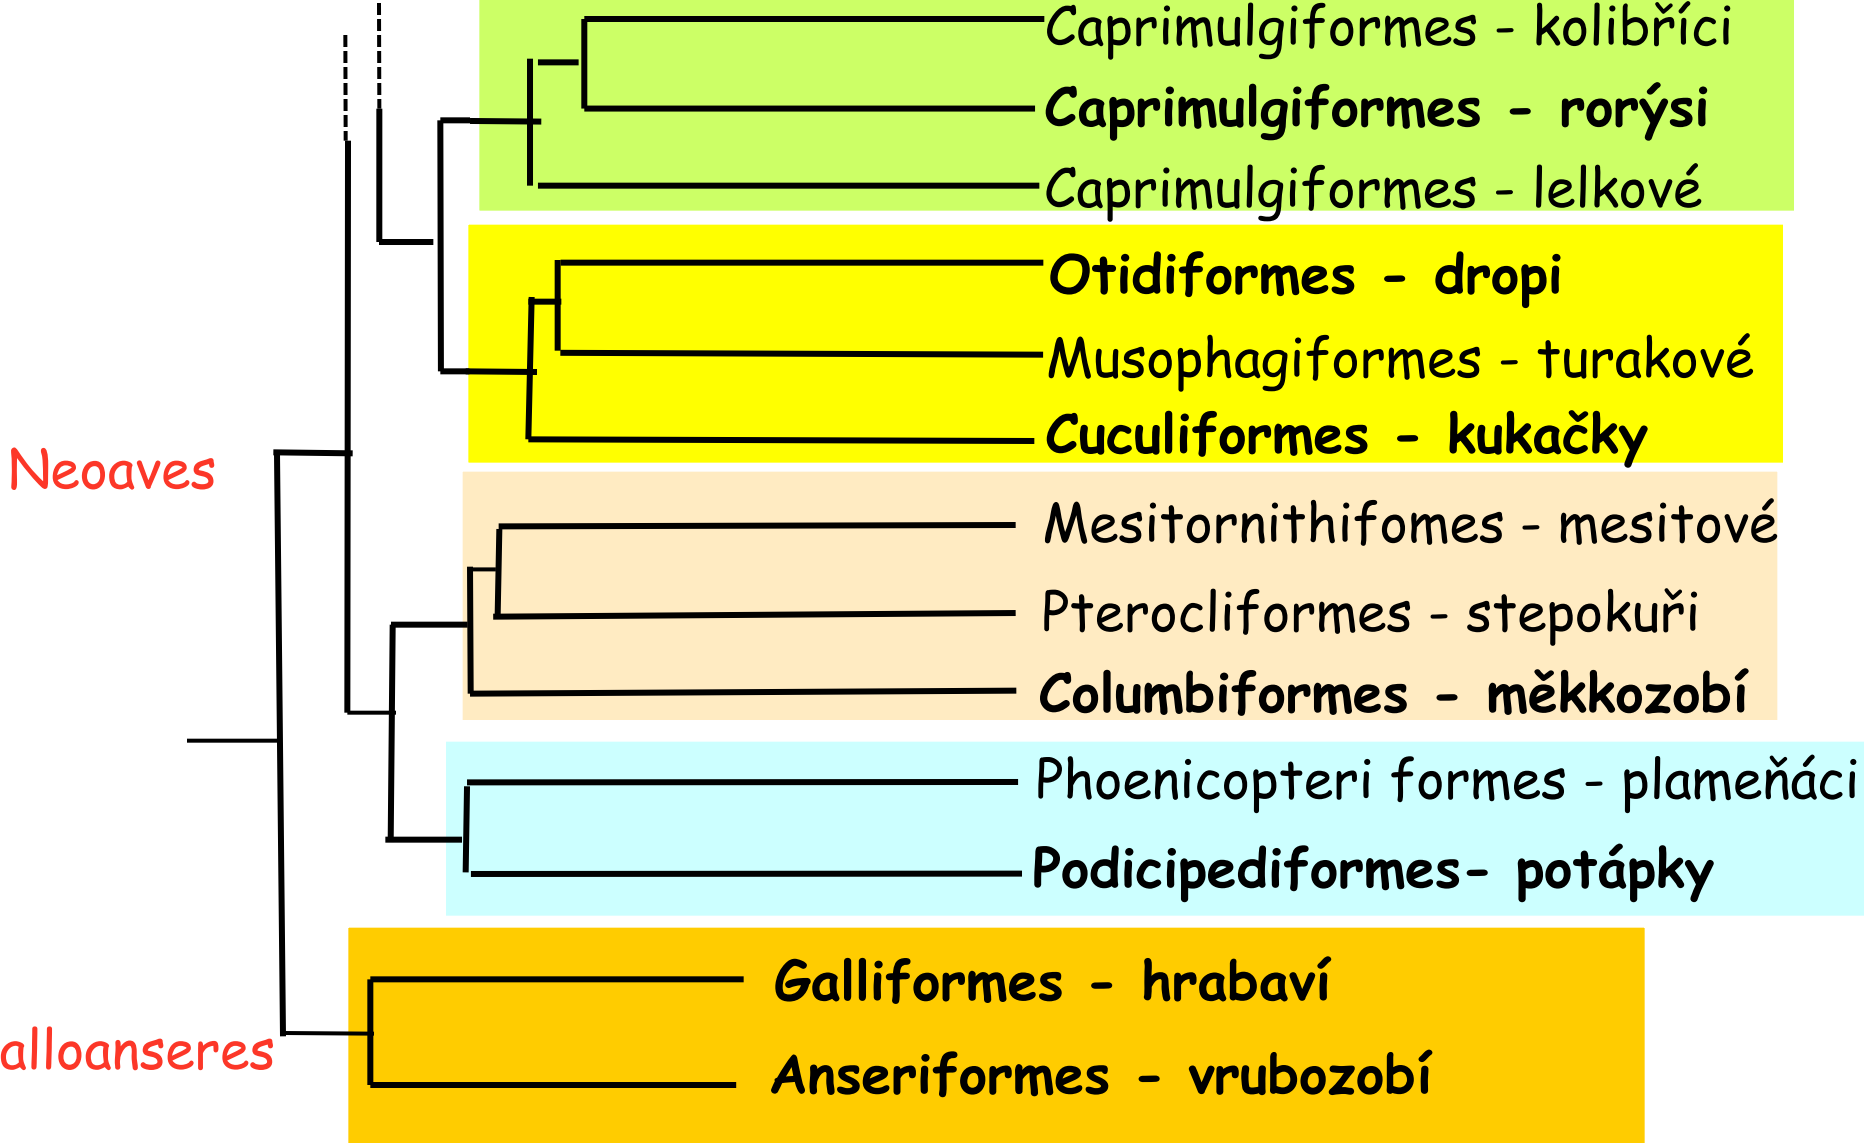 Caprimulgiformes - kolibříci
Caprimulgiformes - rorýsi
Caprimulgiformes - lelkové
Otidiformes - dropi
Musophagiformes - turakové
Cuculiformes - kukačky
Neoaves
Mesitornithifomes - mesitové
Pterocliformes - stepokuři
Columbiformes - měkkozobí
Phoenicopteri formes - plameňáci
Podicipediformes- potápky
Galliformes - hrabaví
alloanseres
Anseriformes - vrubozobí